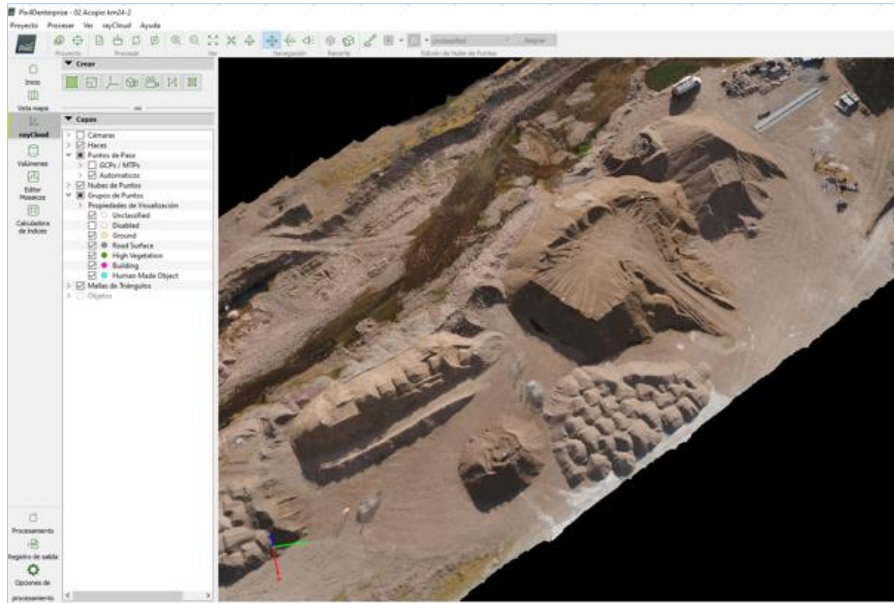 Pix4Denterprise - 02 Acopio km24-2
Proyecto Procesar Ver rayCloud Ayuda
Proyecto Procesar Ver Navegación Recorte Edición de Nube de Puntos
Unclassified Asignar
Inicio
Vista mapa
rayCloud
Volúmenes
Editor
Mosaicos
Calculadora
de índices
Crear
Capas
Cámaras
Haces
Puntos de Paso
GCPs / MTPs
Automaticos
Nubes de Puntos
Grupos de Puntos
Propiedades de Visualización
Unclassified
Disabled
Ground
Road Surface
High Vegetation
Building
Human Made Object
Mallas de Triángulos
Objetos
Procesamiento
Registro de salida
Opciones de
procesamiento